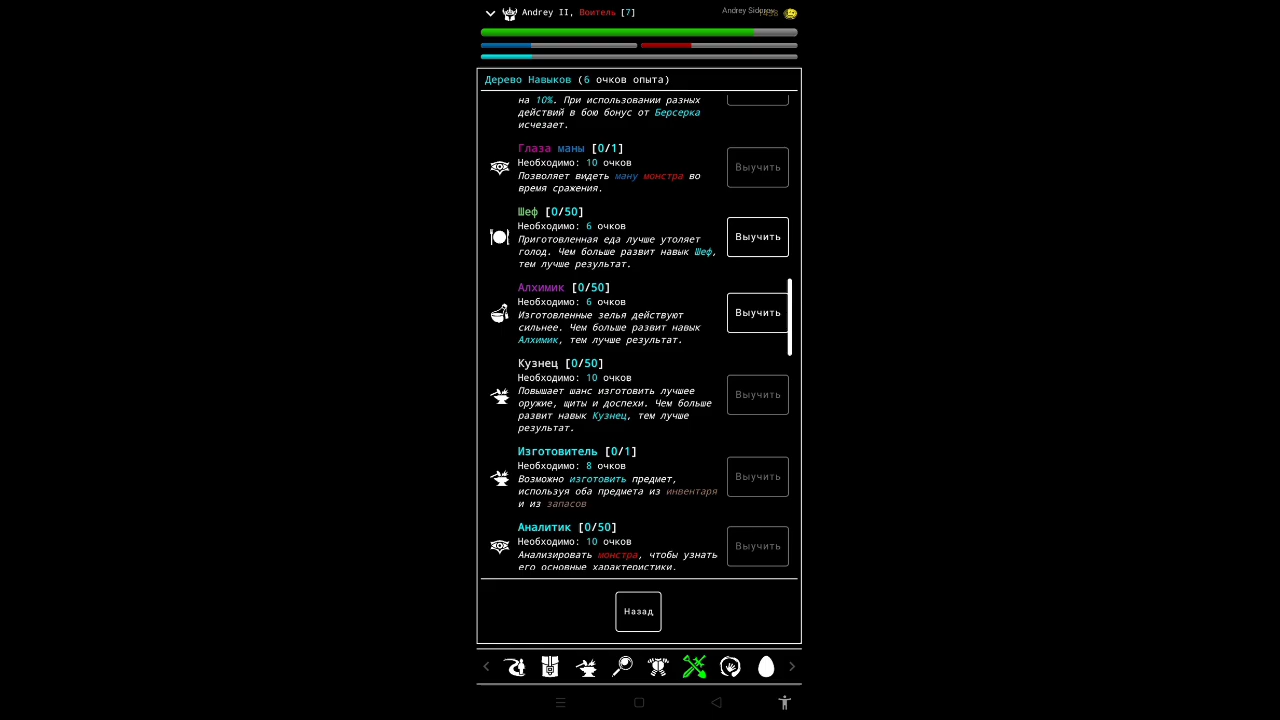 Andrey II, Воитель [7]
Andrey Sidorov
Дерево Навыков (6 очков опыта)
на 10%. При использовании разных
действий в бою бонус от Берсерка
исчезает.
Глаза маны [0/1]
Необходимо: 10 очков
Позволяет видеть ману монстра во
время сражения.
Выучить
Шеф [0/50]
Необходимо: 6 очков
Приготовленная еда лучше утоляет
голод. Чем больше развит навык Шеф,
тем лучше результат.
Выучить
Алхимик [0/50]
Необходимо: 6 очков
Изготовленные зелья действуют
сильнее. Чем больше развит навык
Алхимик, тем лучше результат.
Выучить
Кузнец [0/50]
Необходимо: 10 очков
Повышает шанс изготовить лучшее
оружие, щиты и доспехи. Чем больше
развит навык Кузнец, тем лучше
результат.
Выучить
Изготовитель [0/1]
Необходимо: 8 очков
Возможно изготовить предмет,
используя оба предмета из инвентаря
и из запасов
Выучить
Аналитик [0/50]
Необходимо: 10 очков
Анализировать монстра, чтобы узнать
его основные характеристики.
Выучить
Назад